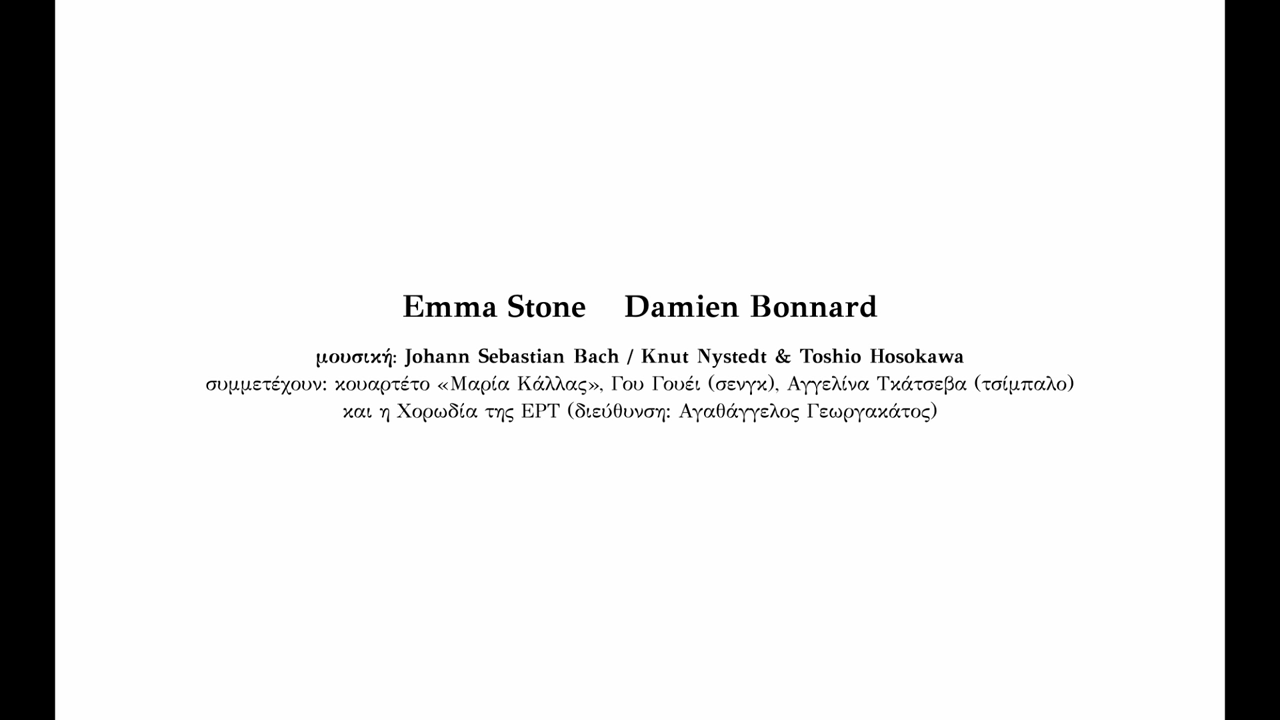 Emma Stone Damien Bonnard
μουσική: Johann Sebastian Bach / Knut Nystedt & Toshio Hosokawa
συμμετέχουν: κουαρτέτο «Μαρία Κάλλας», Γου Γουέι (σενγκ), Αγγελίνα Τκάτσεβα (τσίμπαλο)
και η Χορωδία της ΕΡΤ (διεύθυνση: Αγαθάγγελος Γεωργακάτος)